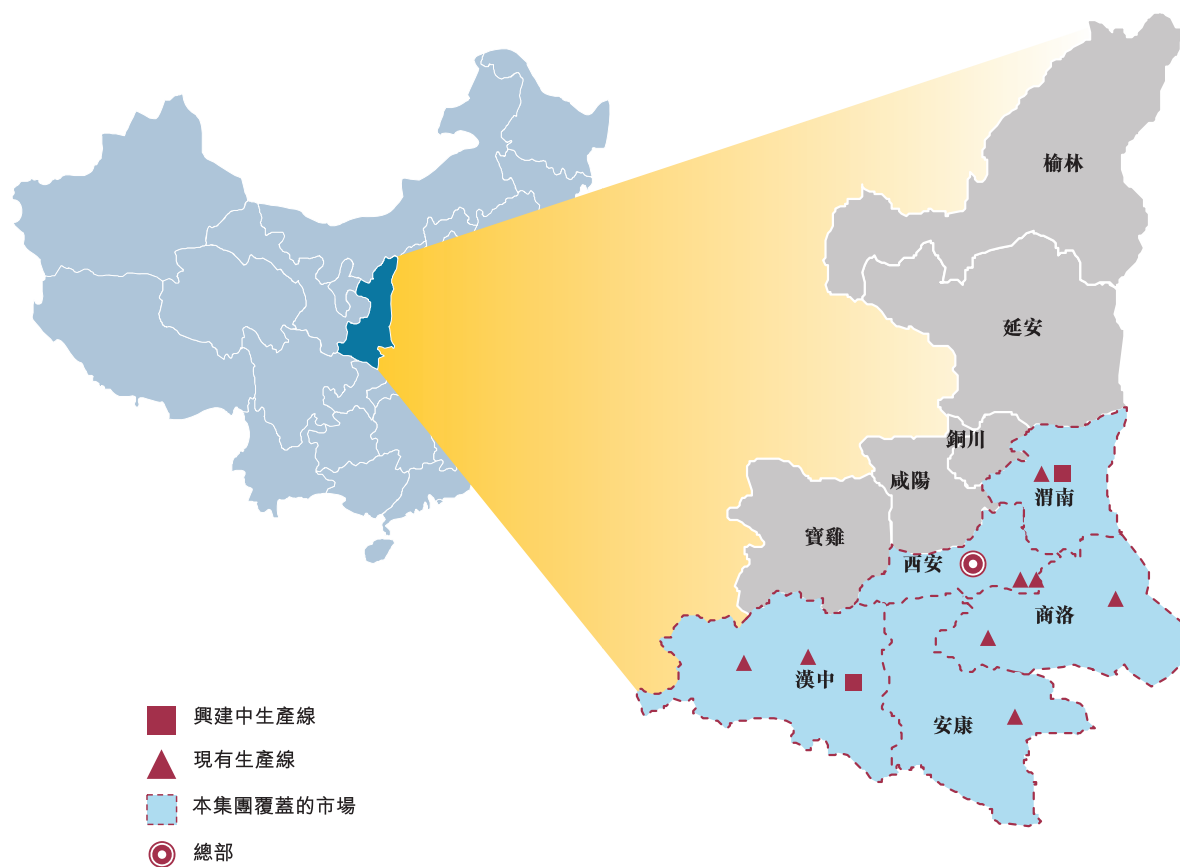 榆林
延安
銅川
咸陽
渭南
寶雞
西安
商洛
漢中
安康
興建中生產線
現有生產線
本集團覆蓋的市場
總部